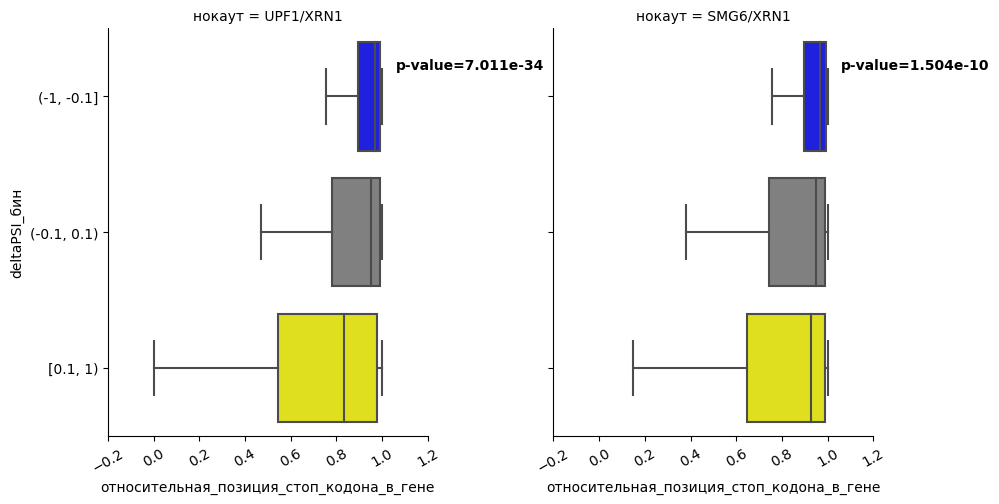 нокаут = UPF1/XRN1
нокаут = SMG6/XRN1
p-value=7.011e-34
p-value=1.504e-10
(-1, -0.1]
(-0.1, 0.1)
[0.1, 1)
deltaPSI_бин
−0.2 0.0 0.2 0.4 0.6 0.8 1.0 1.2
−0.2 0.0 0.2 0.4 0.6 0.8 1.0 1.2
относительная_позиция_стоп_кодона_в_гене
относительная_позиция_стоп_кодона_в_гене